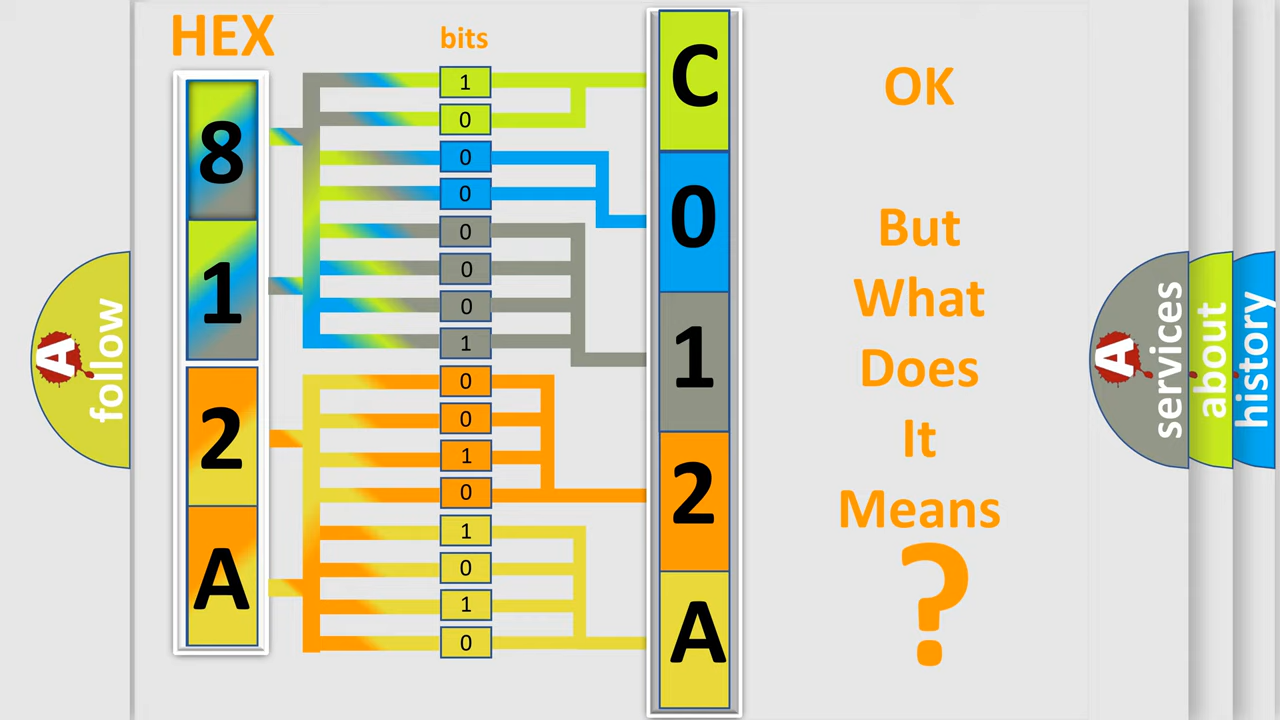 HEX
bits
8
1
2
A
1
0
0
0
0
0
0
1
0
0
1
0
1
0
1
0
C
0
1
2
A
OK
But
What
Does
It
Means
?
A
follow
A
services
about
history